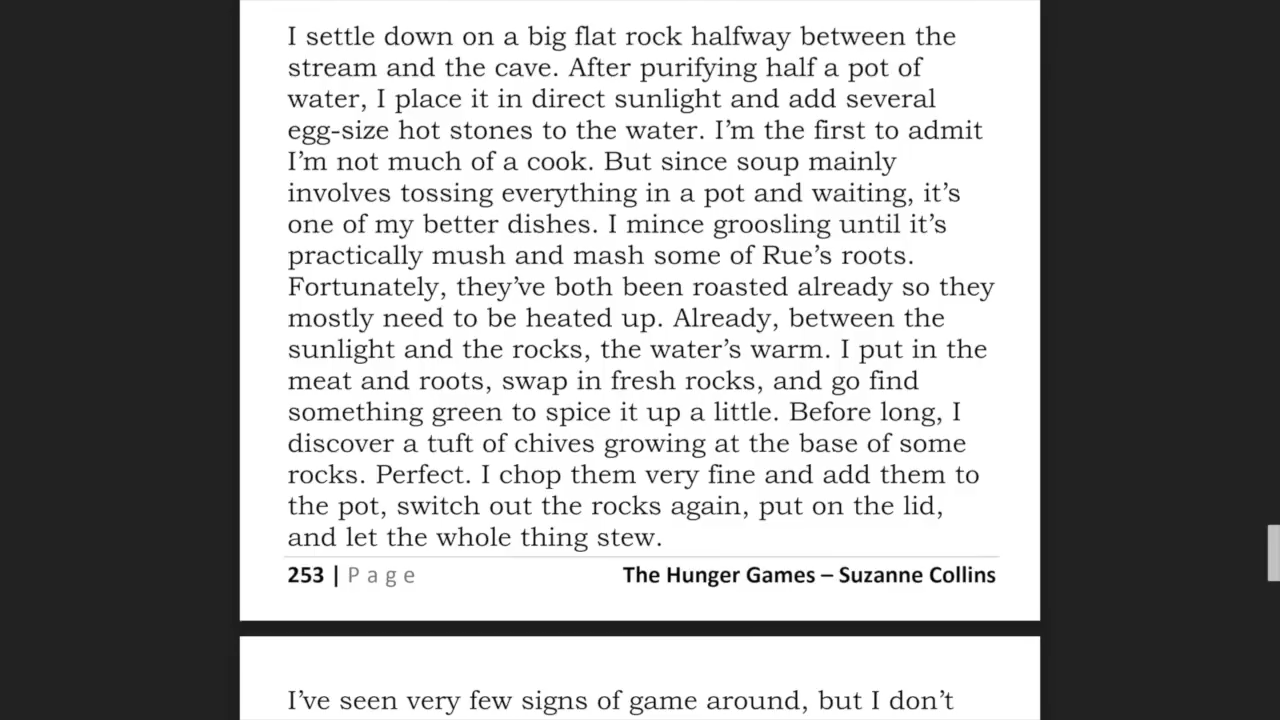 I settle down on a big flat rock halfway between the
stream and the cave. After purifying half a pot of
water, I place it in direct sunlight and add several
egg-size hot stones to the water. I’m the first to admit
I’m not much of a cook. But since soup mainly
involves tossing everything in a pot and waiting, it’s
one of my better dishes. I mince groosling until it’s
practically mush and mash some of Rue’s roots.
Fortunately, they’ve both been roasted already so they
mostly need to be heated up. Already, between the
sunlight and the rocks, the water’s warm. I put in the
meat and roots, swap in fresh rocks, and go find
something green to spice it up a little. Before long, I
discover a tuft of chives growing at the base of some
rocks. Perfect. I chop them very fine and add them to
the pot, switch out the rocks again, put on the lid,
and let the whole thing stew.
253 | Page The Hunger Games – Suzanne Collins
I’ve seen very few signs of game around, but I don’t